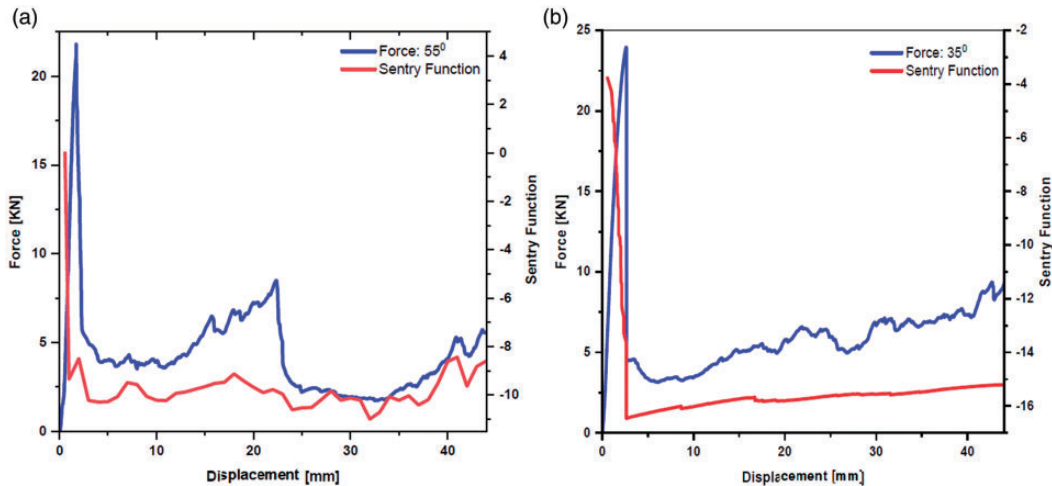 (a)
Force: 55⁰
Sentry Function
20
15
10
5
0
Force [KN]
4
2
0
-2
-4
-6
-8
-10
Sentry Function
0 10 20 30 40
Displacement [mm]
(b)
Force: 35⁰
Sentry Function
25
20
15
10
5
0
Force [KN]
-2
-4
-6
-8
-10
-12
-14
-16
Sentry Function
0 10 20 30 40
Displacement [mm]